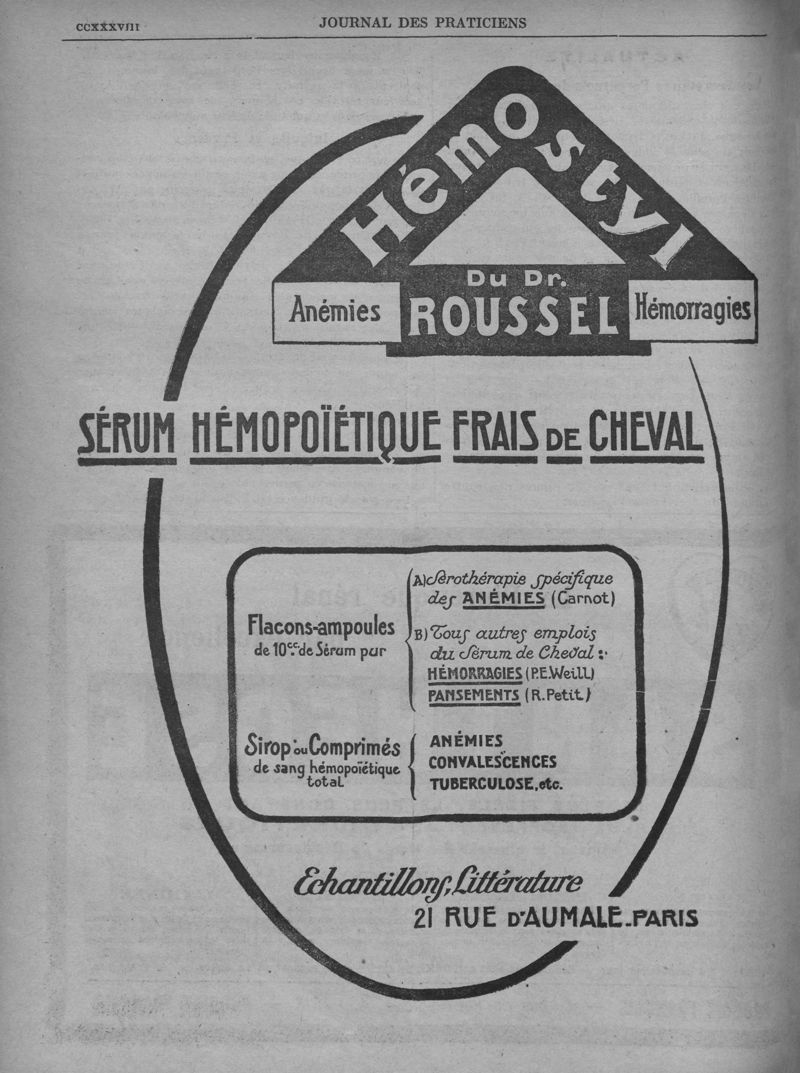 CCXXXVIII
JOURNAL DES PRATICIENS
Hémostyl
Du Dr.
ROUSSEL
Anémies
Hémorragies
SÉRUM HÉMOPOÏÉTIQUE FRAIS DE CHEVAL
Flacons-ampoules
de 10cc. de Sérum par
A) Sérothérapie spécifique
des ANÉMIES (Carnot)
B) Tous autres emplois
du Sérum de Cheval :
HÉMORRAGIES (P.E.Weill)
PANSEMENTS (R.Petit)
Sirop ou Comprimés
de sang hémopoïétique
total
ANÉMIES
CONVALESCENCES
TUBERCULOSE, etc.
Echantillons, Littérature
21 RUE D'AUMALE-PARIS